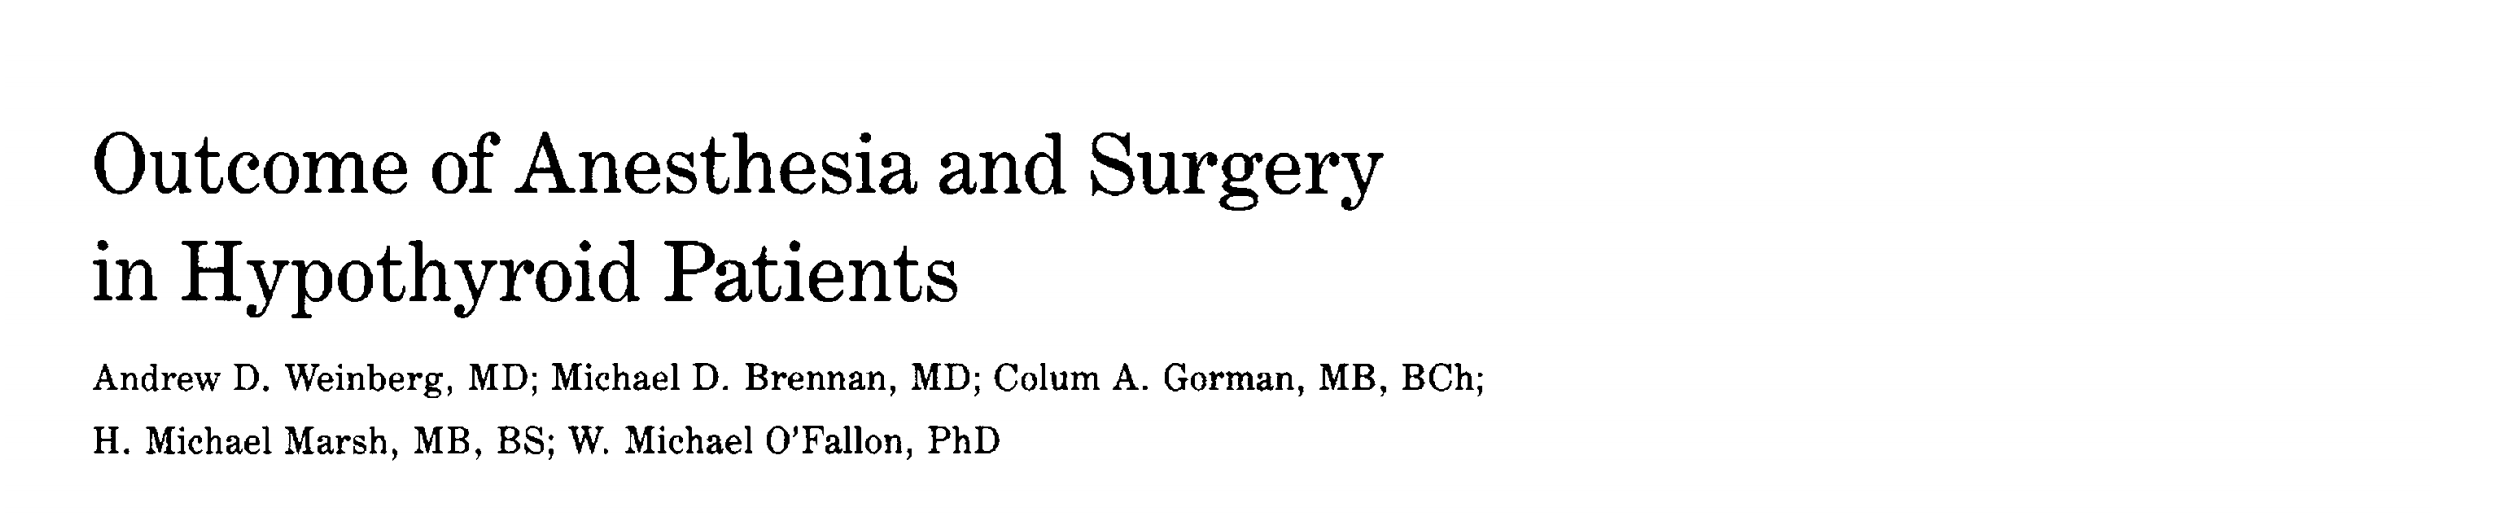 Outcome of Anesthesia and Surgery
in Hypothyroid Patients
Andrew D. Weinberg, MD; Michael D. Brennan, MD; Colum A. Gorman, MB, BCh;
H. Michael Marsh, MB, BS; W. Michael O'Fallon, PhD